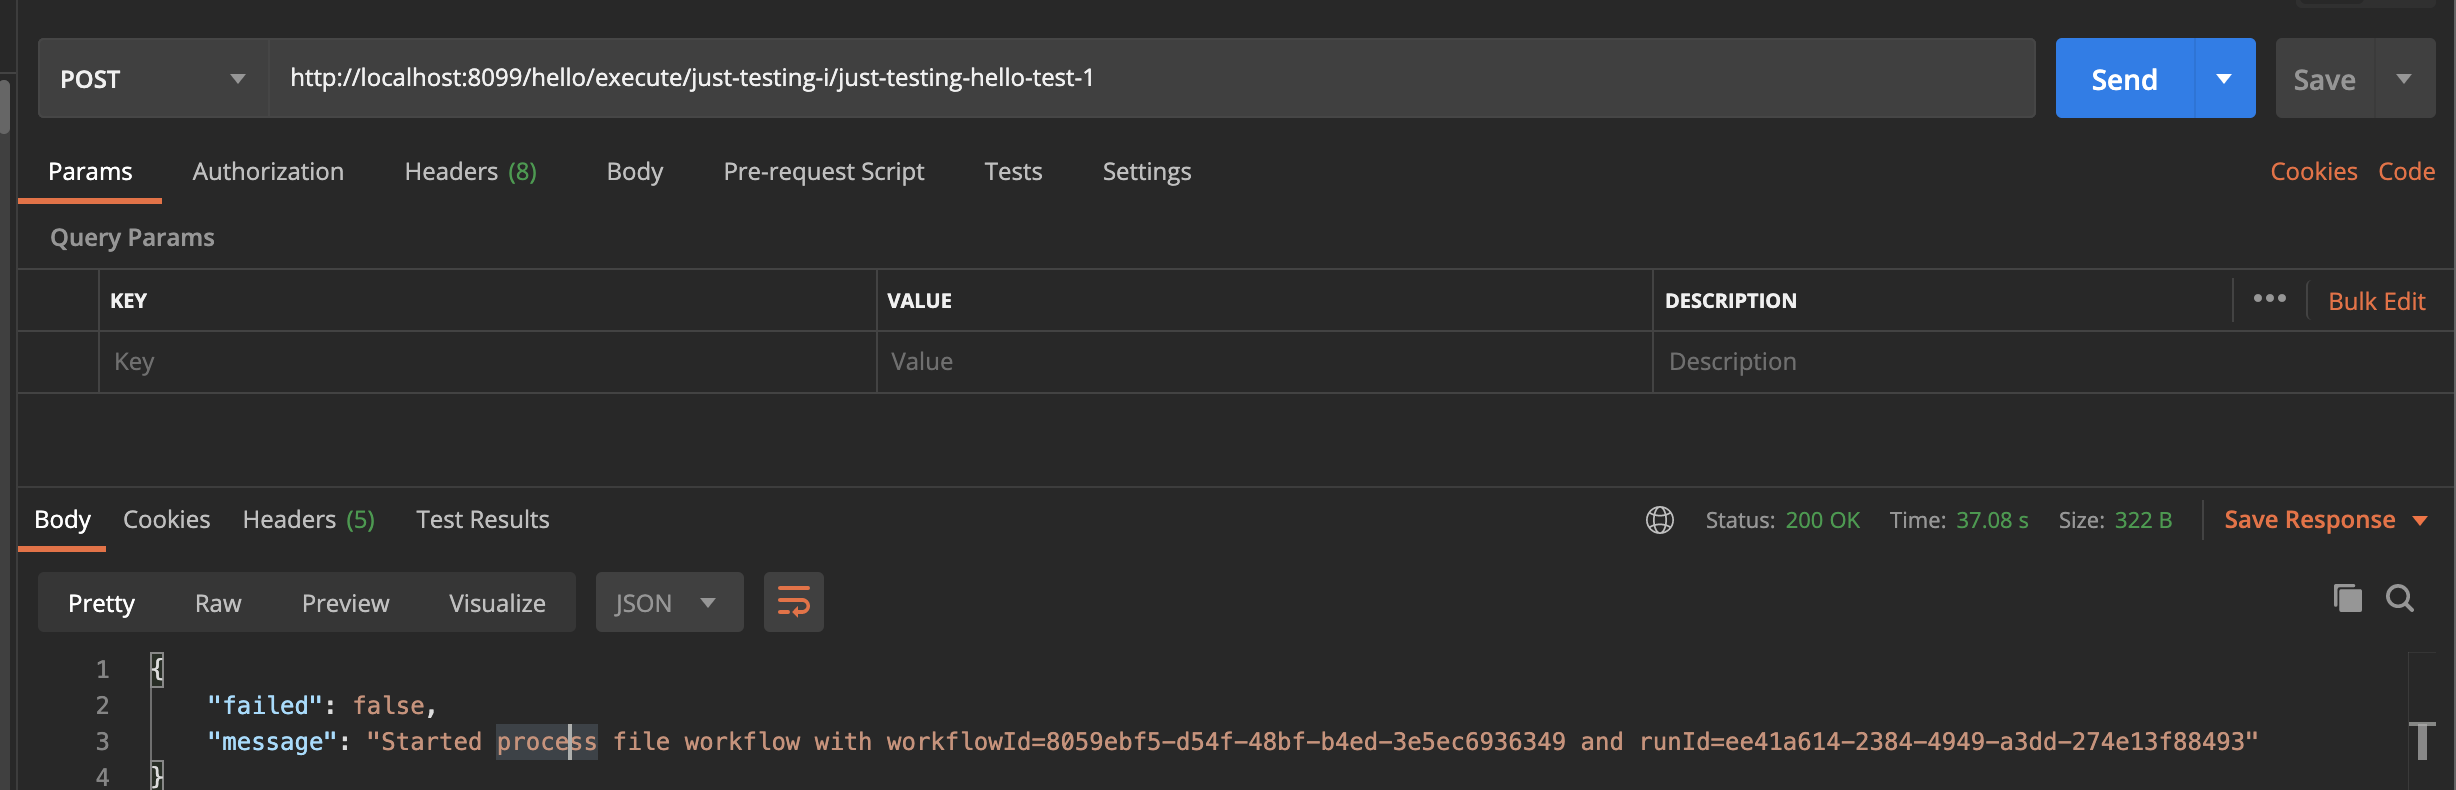 POST http://localhost:8099/hello/execute/just-testing-i/just-testing-hello-test-1 Send Save
Params Authorization Headers (8) Body Pre-request Script Tests Settings Cookies Code
Query Params
KEY VALUE DESCRIPTION Bulk Edit
Key Value Description
Body Cookies Headers (5) Test Results Status: 200 OK Time: 37.08 s Size: 322 B Save Response
Pretty Raw Preview Visualize JSON
1 {
2 "failed": false,
3 "message": "Started process file workflow with workflowId=8059ebf5-d54f-48bf-b4ed-3e5ec6936349 and runId=ee41a614-2384-4949-a3dd-274e13f88493"
4 }